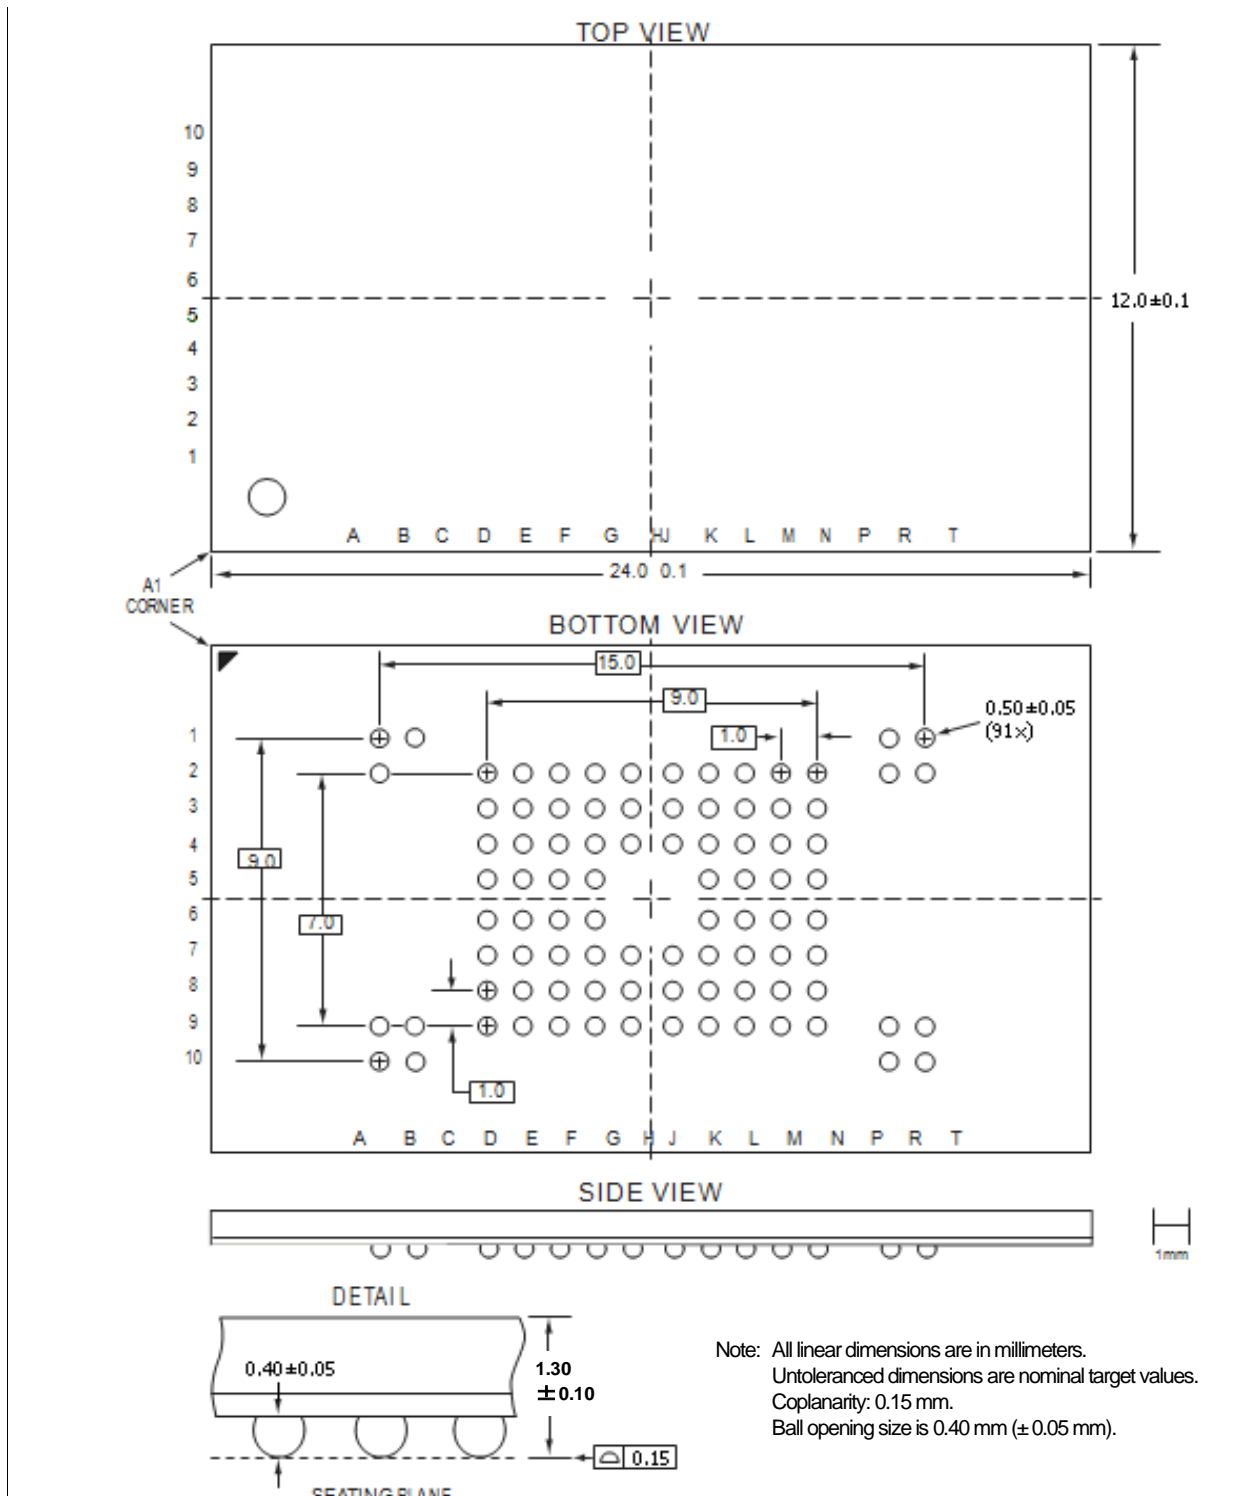 TOP VIEW
10
9
8
7
6
5
4
3
2
1
12.0±0.1
A B C D E F G HJ K L M N P R T
24.0 0.1
A1
CORNER
BOTTOM VIEW
15.0
9.0
0.50±0.05
(91×)
1.0
1
2
3
4
5
6
7
8
9
10
9.0
7.0
1.0
A B C D E F G H J K L M N P R T
SIDE VIEW
1mm
DETAIL
0.40±0.05
1.30
±0.10
0.15
SEATING PLANE
Note: All linear dimensions are in millimeters.
Untoleranced dimensions are nominal target values.
Coplanarity: 0.15 mm.
Ball opening size is 0.40 mm (± 0.05 mm).